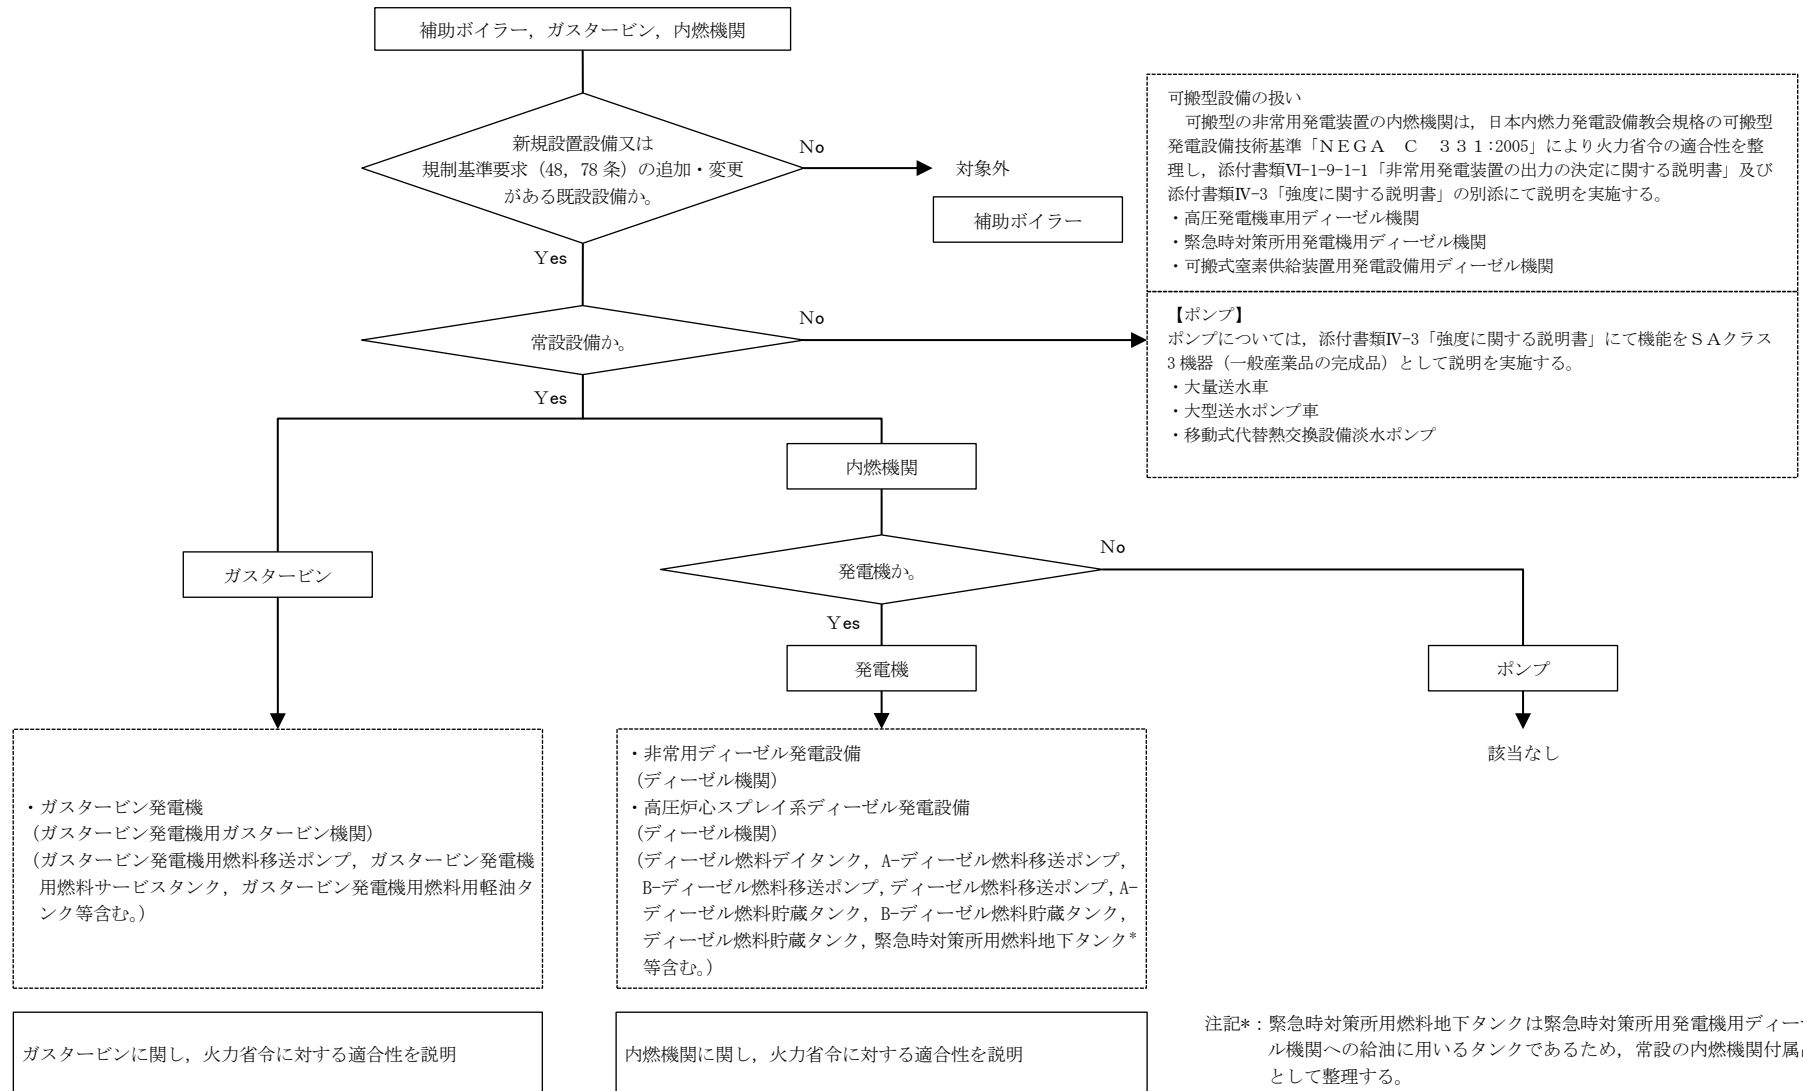 補助ボイラー，ガスタービン，内燃機関
新規設置設備又は
規制基準要求（48，78 条）の追加・変更
がある既設設備か。
No
対象外
補助ボイラー
Yes
常設設備か。
No
Yes
可搬型設備の扱い
可搬型の非常用発電装置の内燃機関は，日本内燃力発電設備教会規格の可搬型
発電設備技術基準「ＮＥＧＡ　Ｃ　３３１:2005」により火力省令の適合性を整
理し，添付書類Ⅵ-1-9-1-1「非常用発電装置の出力の決定に関する説明書」及び
添付書類Ⅳ-3「強度に関する説明書」の別添にて説明を実施する。
・高圧発電機車用ディーゼル機関
・緊急時対策所用発電機用ディーゼル機関
・可搬式窒素供給装置用発電設備用ディーゼル機関
【ポンプ】
ポンプについては，添付書類Ⅳ-3「強度に関する説明書」にて機能をＳＡクラス
3 機器（一般産業品の完成品）として説明を実施する。
・大量送水車
・大型送水ポンプ車
・移動式代替熱交換設備淡水ポンプ
内燃機関
ガスタービン
発電機か。
No
Yes
発電機
ポンプ
該当なし
・ガスタービン発電機
（ガスタービン発電機用ガスタービン機関）
（ガスタービン発電機用燃料移送ポンプ，ガスタービン発電機
用燃料サービスタンク，ガスタービン発電機用燃料用軽油タ
ンク等含む。）
・非常用ディーゼル発電設備
（ディーゼル機関）
・高圧炉心スプレイ系ディーゼル発電設備
（ディーゼル機関）
（ディーゼル燃料デイタンク，A-ディーゼル燃料移送ポンプ，
B-ディーゼル燃料移送ポンプ，ディーゼル燃料移送ポンプ，A-
ディーゼル燃料貯蔵タンク，B-ディーゼル燃料貯蔵タンク，
ディーゼル燃料貯蔵タンク，緊急時対策所用燃料地下タンク*
等含む。）
ガスタービンに関し，火力省令に対する適合性を説明
内燃機関に関し，火力省令に対する適合性を説明
注記*：緊急時対策所用燃料地下タンクは緊急時対策所用発電機用ディーゼ
ル機関への給油に用いるタンクであるため，常設の内燃機関付属
として整理する。